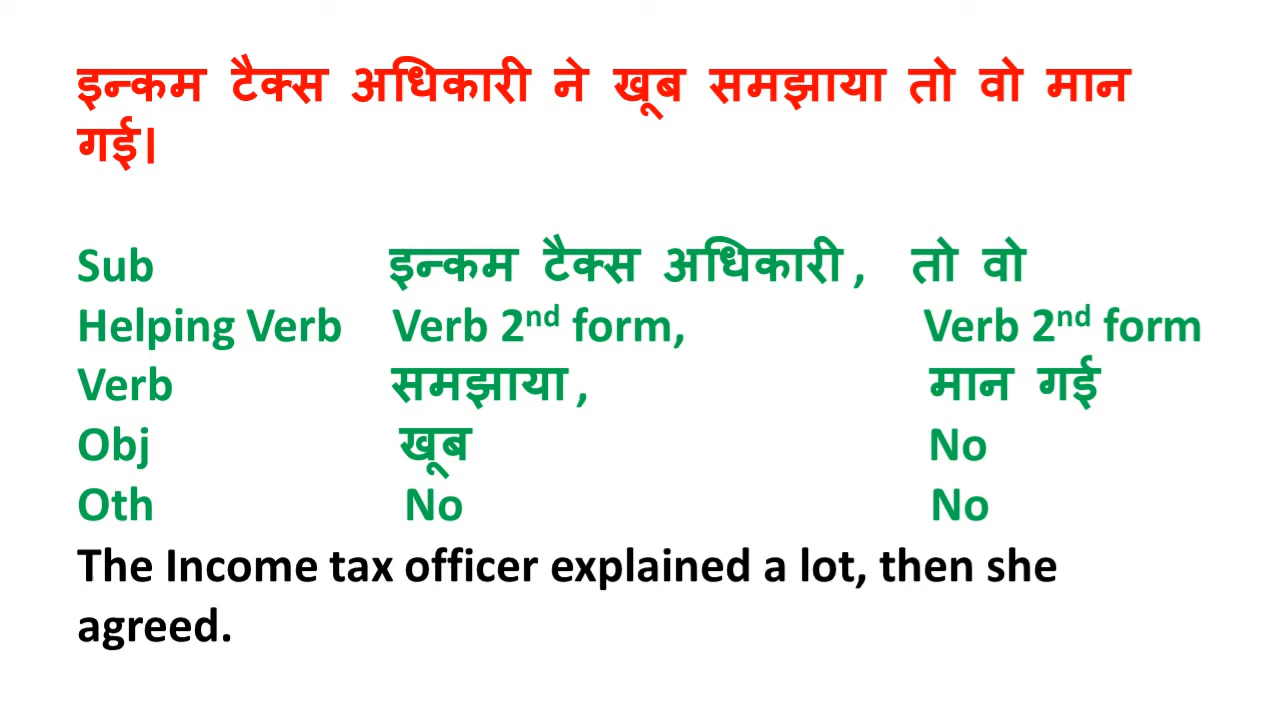 इन्कम टैक्स अधिकारी ने खूब समझाया तो वो मान
गई।
Sub इन्कम टैक्स अधिकारी, तो वो
Helping Verb Verb 2nd form, Verb 2nd form
Verb समझाया, मान गई
Obj खूब No
Oth No No
The Income tax officer explained a lot, then she
agreed.